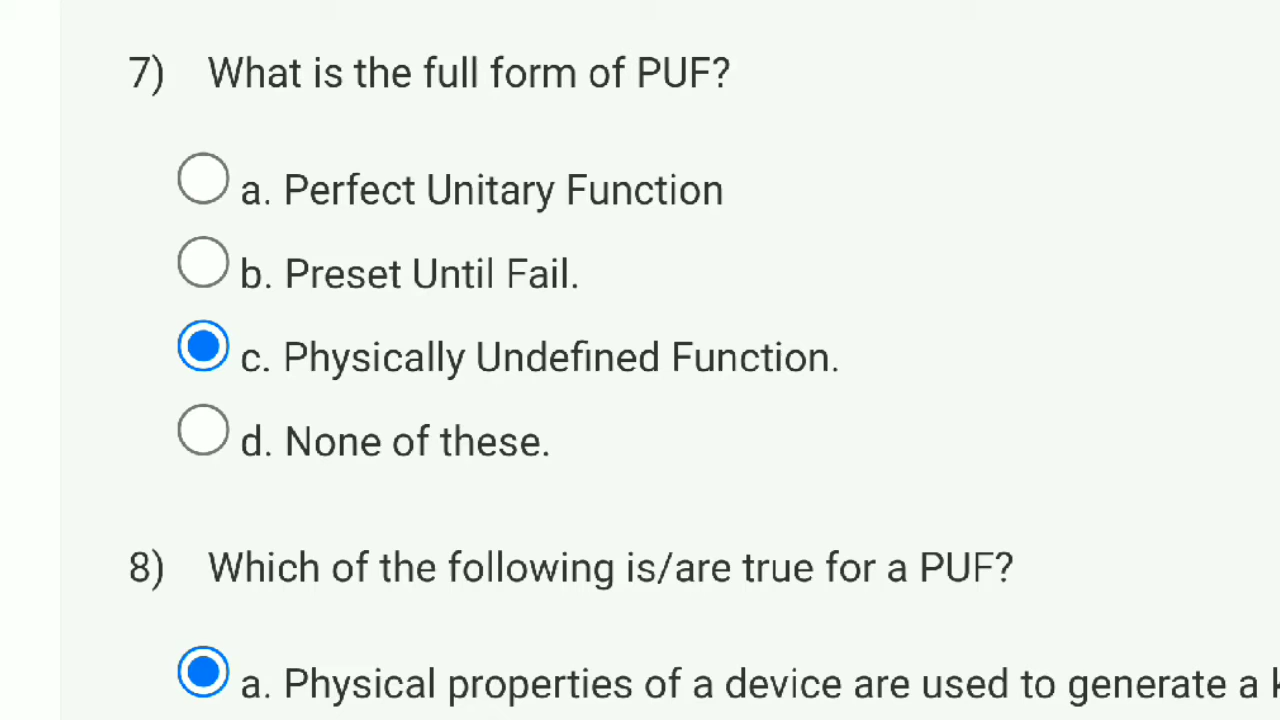 7) What is the full form of PUF?
a. Perfect Unitary Function
b. Preset Until Fail.
c. Physically Undefined Function.
d. None of these.
8) Which of the following is/are true for a PUF?
a. Physical properties of a device are used to generate a